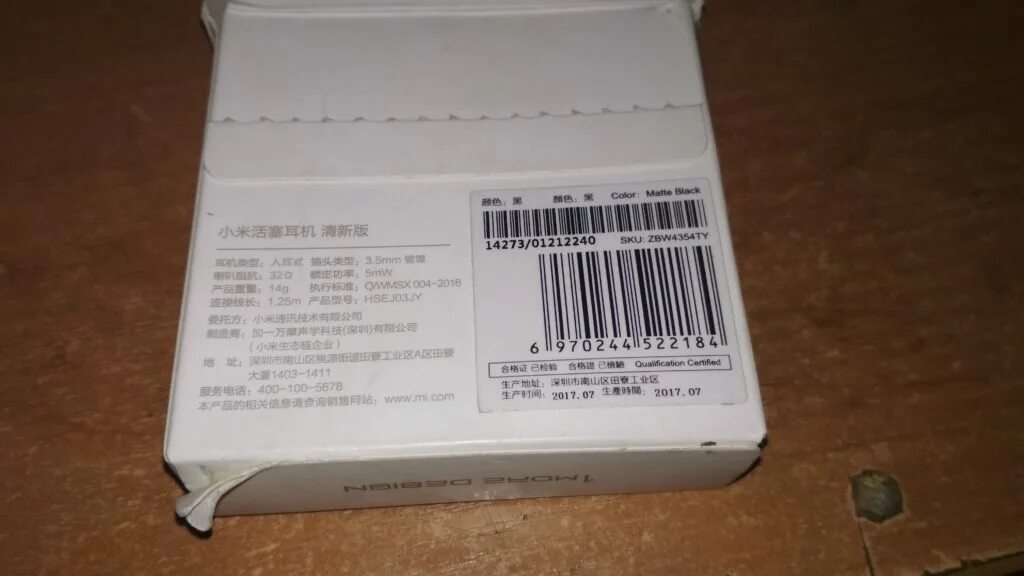 小米活塞耳机 清新版
耳机类型: 入耳式 插头类型: 3.5mm 镀镍
喇叭阻抗: 32Ω 额定功率: 5mW
产品重量: 14g 执行标准: Q/WMSX 004-2016
连接线长: 1.25m 产品型号: HSEJ03JY
委托方: 小米通讯技术有限公司
制造商: 加一万摩声学科技(深圳)有限公司
(小米生态链企业)
地 址: 深圳市南山区桃源街道田寮工业区A区田寮
大厦1403-1411
服务电话: 400-100-5678
本产品的相关信息请查询销售网站: www.mi.com
颜色: 黑 顏色: 黑 Color: Matte Black
14273/01212240 SKU: ZBW4354TY
6 970244 522184
合格证 已检验 合格證 已檢驗 Qualification Certified
生产地址: 深圳市南山区田寮工业区
生产时间: 2017.07 生產時間: 2017.07
1MORE DESIGN